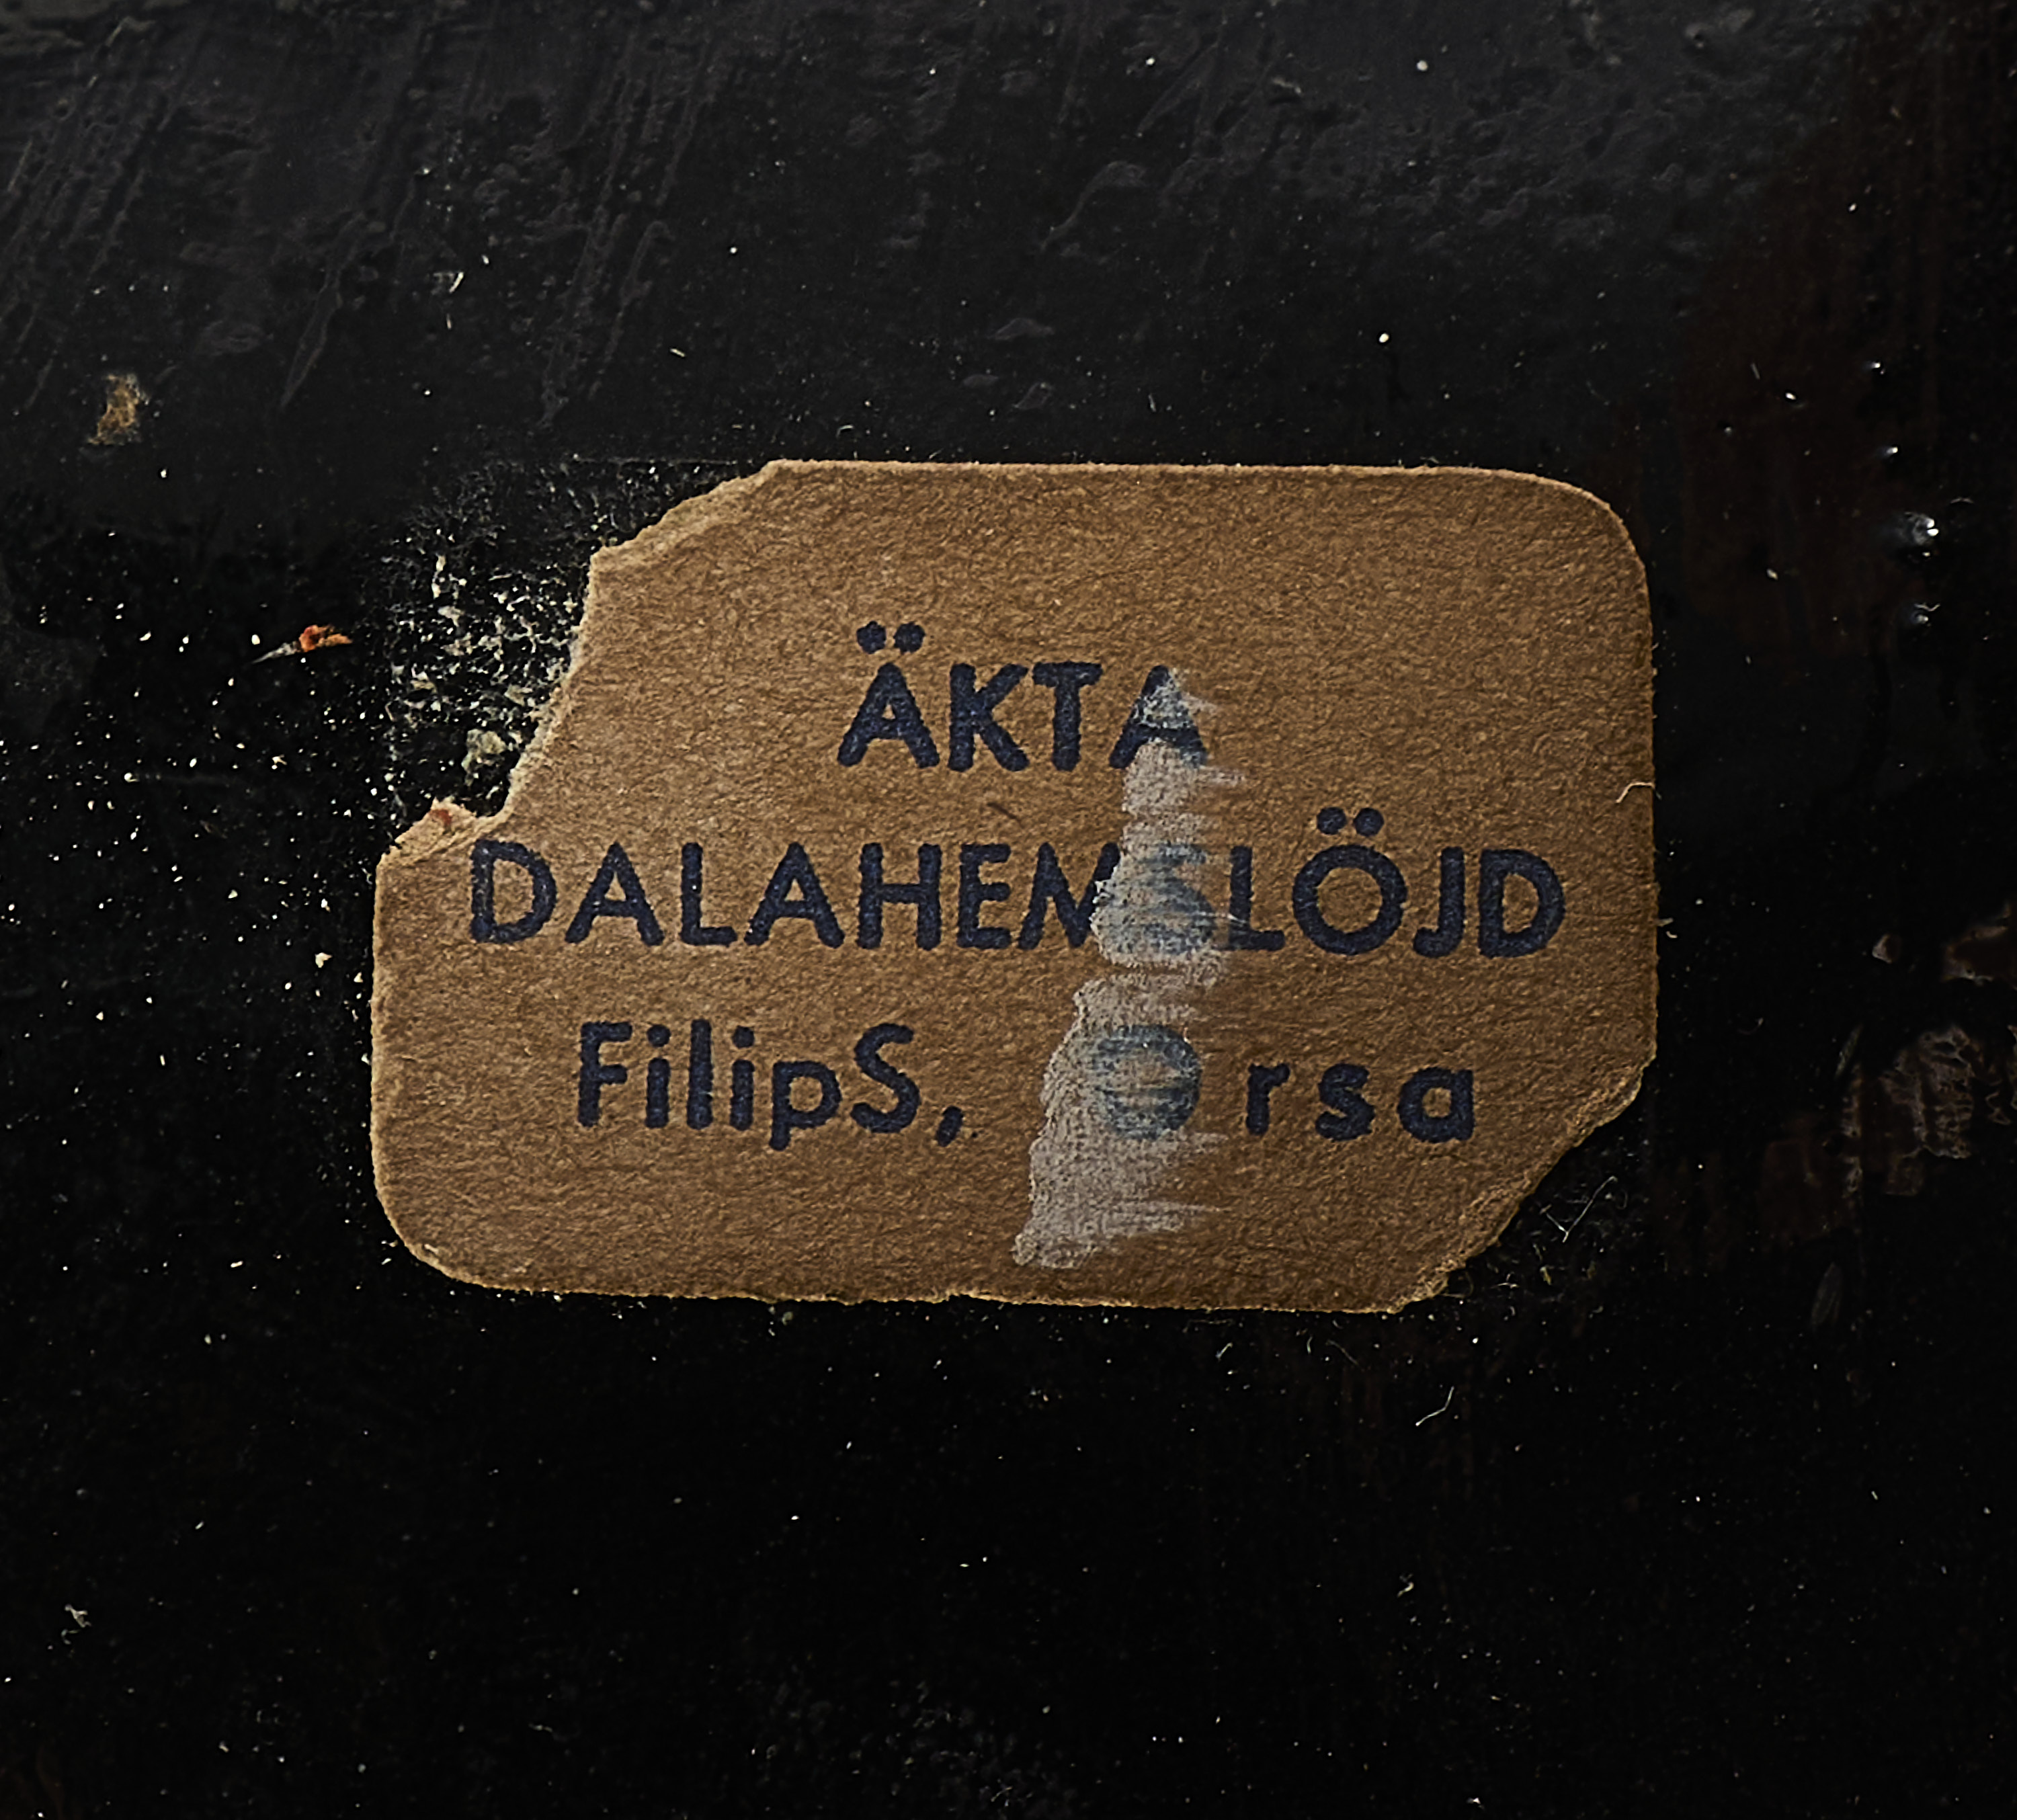 ÄKTA
DALAHEMSLÖJD
FilipS, Orsa